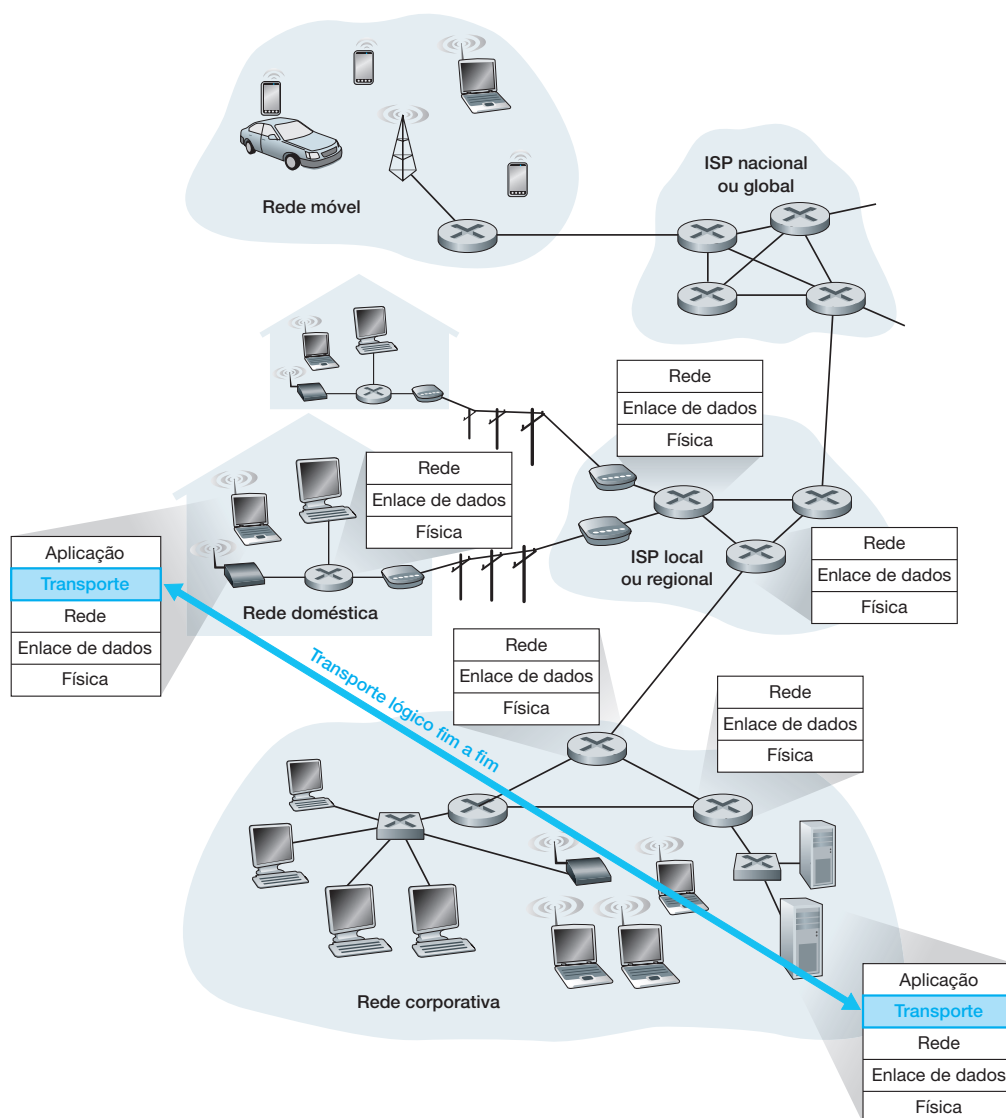 Rede móvel
ISP nacional
ou global
Rede
Enlace de dados
Física
Rede
Enlace de dados
Física
ISP local
ou regional
Rede
Enlace de dados
Física
Aplicação
Transporte
Rede
Enlace de dados
Física
Rede doméstica
Transporte lógico fim a fim
Rede
Enlace de dados
Física
Rede
Enlace de dados
Física
Rede corporativa
Aplicação
Transporte
Rede
Enlace de dados
Física